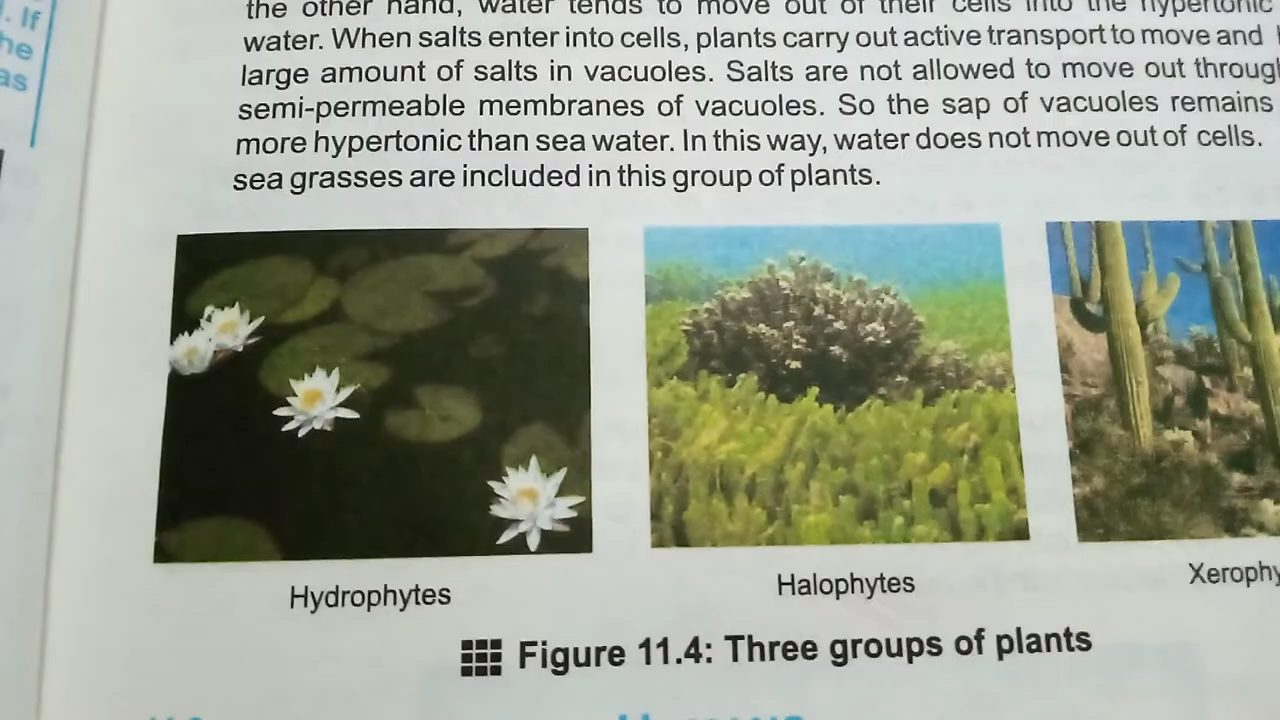 . If
he
as
the other hand, water tends to move out of their cells into the hypertonic
water. When salts enter into cells, plants carry out active transport to move and
large amount of salts in vacuoles. Salts are not allowed to move out throug
semi-permeable membranes of vacuoles. So the sap of vacuoles remains
more hypertonic than sea water. In this way, water does not move out of cells.
sea grasses are included in this group of plants.
Hydrophytes
Halophytes
Xerophy
Figure 11.4: Three groups of plants